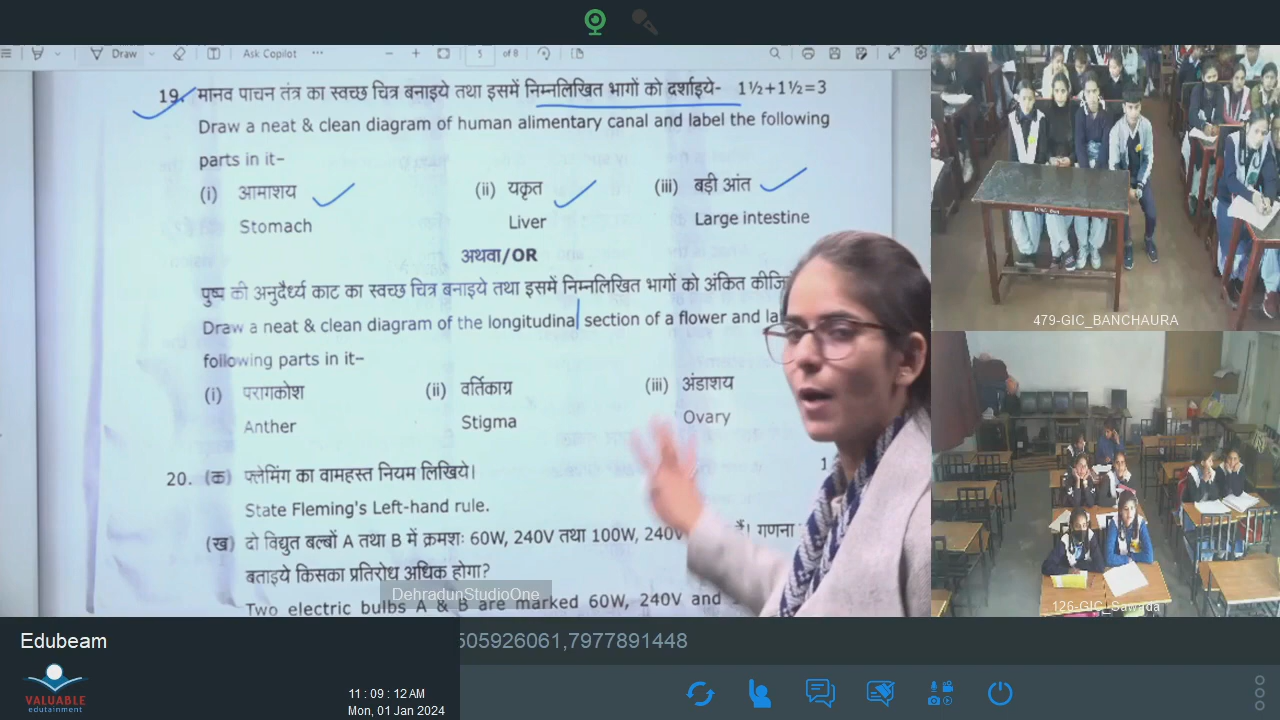 Draw
Ask Copilot
5
of 8
19. मानव पाचन तंत्र का स्वच्छ चित्र बनाइये तथा इसमें निम्नलिखित भागों को दर्शाइये- 1½+1½=3
Draw a neat & clean diagram of human alimentary canal and label the following
parts in it–
(i) आमाशय (ii) यकृत (iii) बड़ी आंत
Stomach Liver Large intestine
अथवा/OR
पुष्प की अनुदैर्ध्य काट का स्वच्छ चित्र बनाइये तथा इसमें निम्नलिखित भागों को अंकित
Draw a neat & clean diagram of the longitudinal section of a flower and
following parts in it–
(i) परागकोश (ii) वर्तिकाग्र (iii) अंडाशय
Anther Stigma Ovary
20. (क) फ्लेमिंग का वामहस्त नियम लिखिये। 1
State Fleming's Left-hand rule.
(ख) दो विद्युत बल्बों A तथा B में क्रमशः 60W, 240V तथा 100W, 240V गणना
बताइये किसका प्रतिरोध अधिक होगा?
Two electric bulbs A & B are marked 60W, 240V and
DehradunStudioOne
479-GIC_BANCHAURA
126-GIC_Sawada
Edubeam
505926061,7977891448
VALUABLE
edutainment
11 : 09 : 12 AM
Mon, 01 Jan 2024